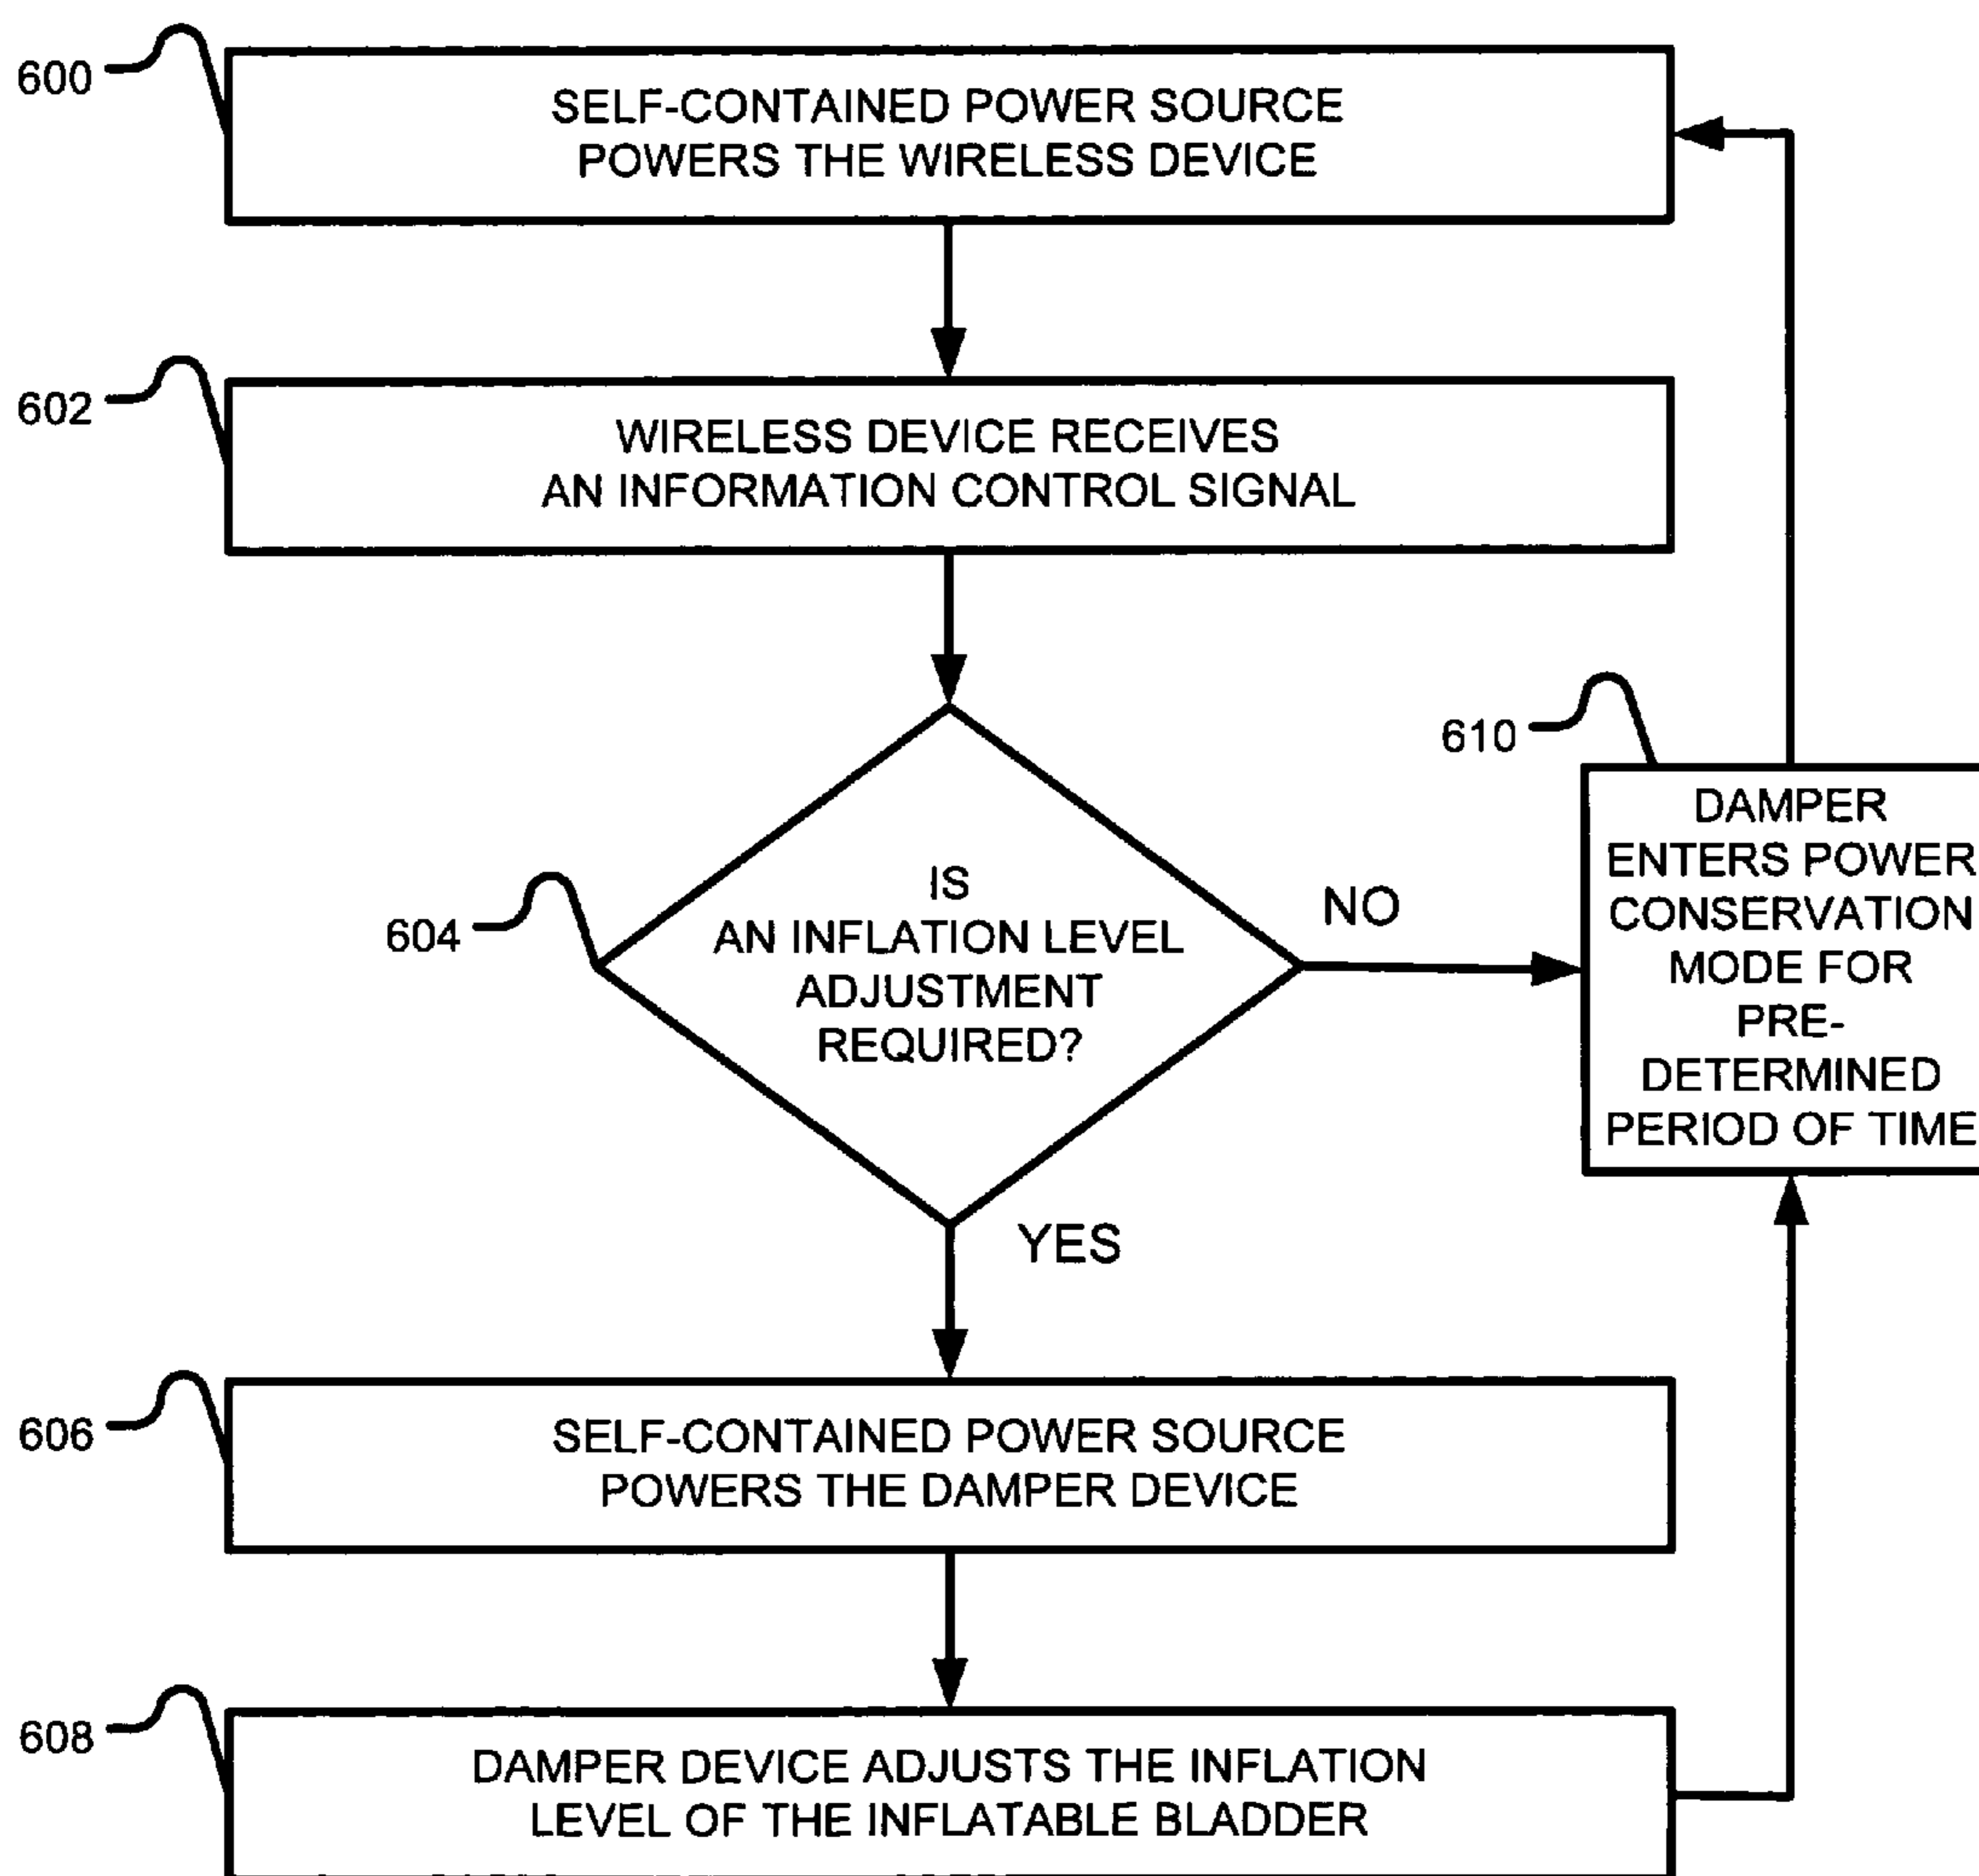 600
SELF-CONTAINED POWER SOURCE
POWERS THE WIRELESS DEVICE
602
WIRELESS DEVICE RECEIVES
AN INFORMATION CONTROL SIGNAL
604
IS
AN INFLATION LEVEL
ADJUSTMENT
REQUIRED?
NO
YES
610
DAMPER
ENTERS POWER
CONSERVATION
MODE FOR
PRE-
DETERMINED
PERIOD OF TIME
606
SELF-CONTAINED POWER SOURCE
POWERS THE DAMPER DEVICE
608
DAMPER DEVICE ADJUSTS THE INFLATION
LEVEL OF THE INFLATABLE BLADDER